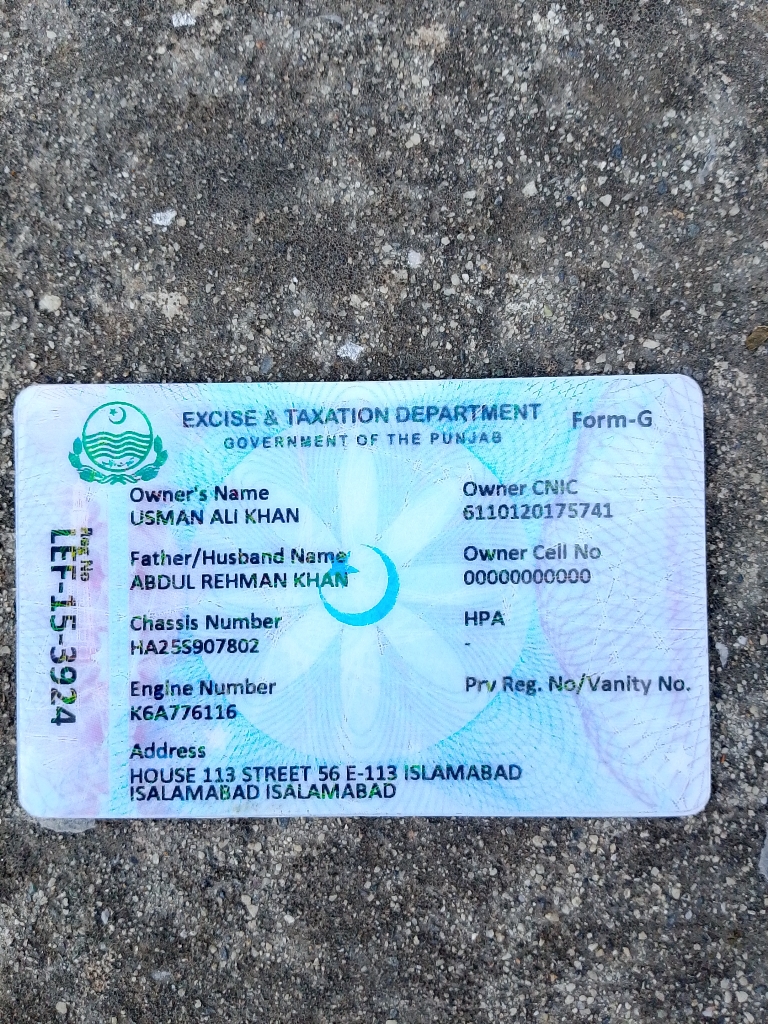 EXCISE & TAXATION DEPARTMENT
GOVERNMENT OF THE PUNJAB
Form-G
Reg No
LEF-15-3924
Owner's Name
USMAN ALI KHAN
Owner CNIC
6110120175741
Father/Husband Name
ABDUL REHMAN KHAN
Owner Cell No
00000000000
Chassis Number
HA25S907802
HPA
-
Engine Number
K6A776116
Prv Reg. No/Vanity No.
Address
HOUSE 113 STREET 56 E-113 ISLAMABAD
ISALAMABAD ISALAMABAD